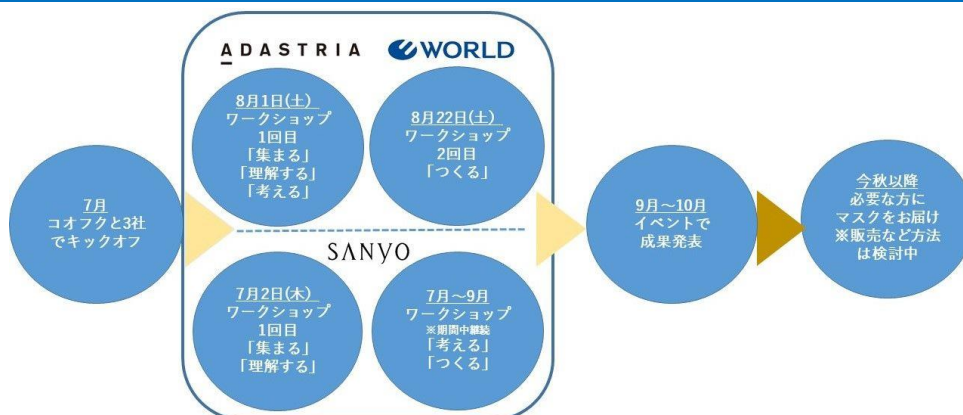 ADASTRIA
WORLD
7月
コオフクと3社
でキックオフ
8月1日(土)
ワークショップ
1回目
「集まる」
「理解する」
「考える」
8月22日(土)
ワークショップ
2回目
「つくる」
SANYO
7月2日(木)
ワークショップ
1回目
「集まる」
「理解する」
7月～9月
ワークショップ
※期間中継続
「考える」
「つくる」
9月～10月
イベントで
成果発表
今秋以降
必要な方に
マスクをお届け
※販売など方法
は検討中